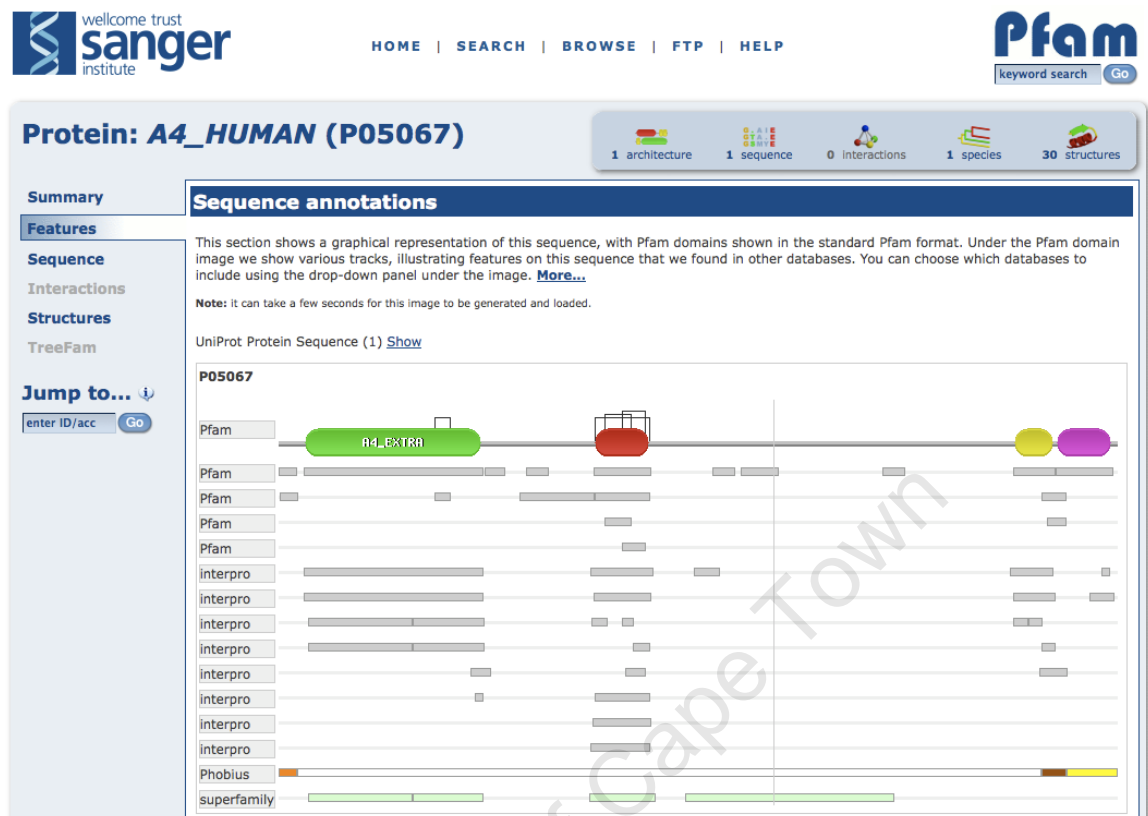 wellcome trust
sanger
institute
HOME | SEARCH | BROWSE | FTP | HELP
Pfam
keyword search Go
Protein: A4_HUMAN (P05067)
1 architecture
1 sequence
0 interactions
1 species
30 structures
Summary
Features
Sequence
Interactions
Structures
TreeFam
Jump to... i
enter ID/acc Go
Sequence annotations
This section shows a graphical representation of this sequence, with Pfam domains shown in the standard Pfam format. Under the Pfam domain
image we show various tracks, illustrating features on this sequence that we found in other databases. You can choose which databases to
include using the drop-down panel under the image. More...
Note: it can take a few seconds for this image to be generated and loaded.
UniProt Protein Sequence (1) Show
P05067
Pfam
A4_EXTRA
Pfam
Pfam
Pfam
Pfam
interpro
interpro
interpro
interpro
interpro
interpro
interpro
interpro
Phobius
superfamily
Cape Town